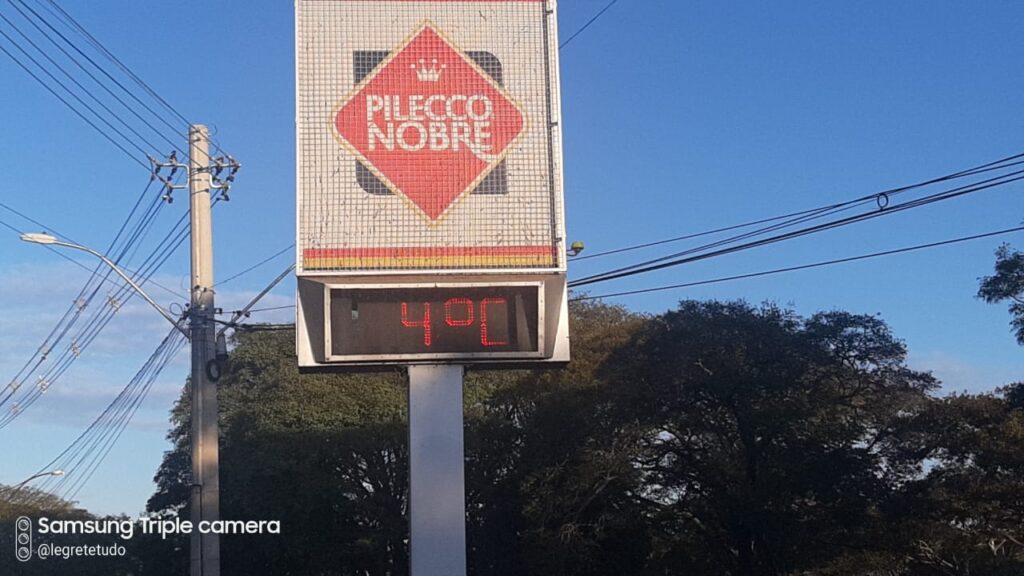 PILECCO
NOBRE
4ºC
Samsung Triple camera
@legretetudo